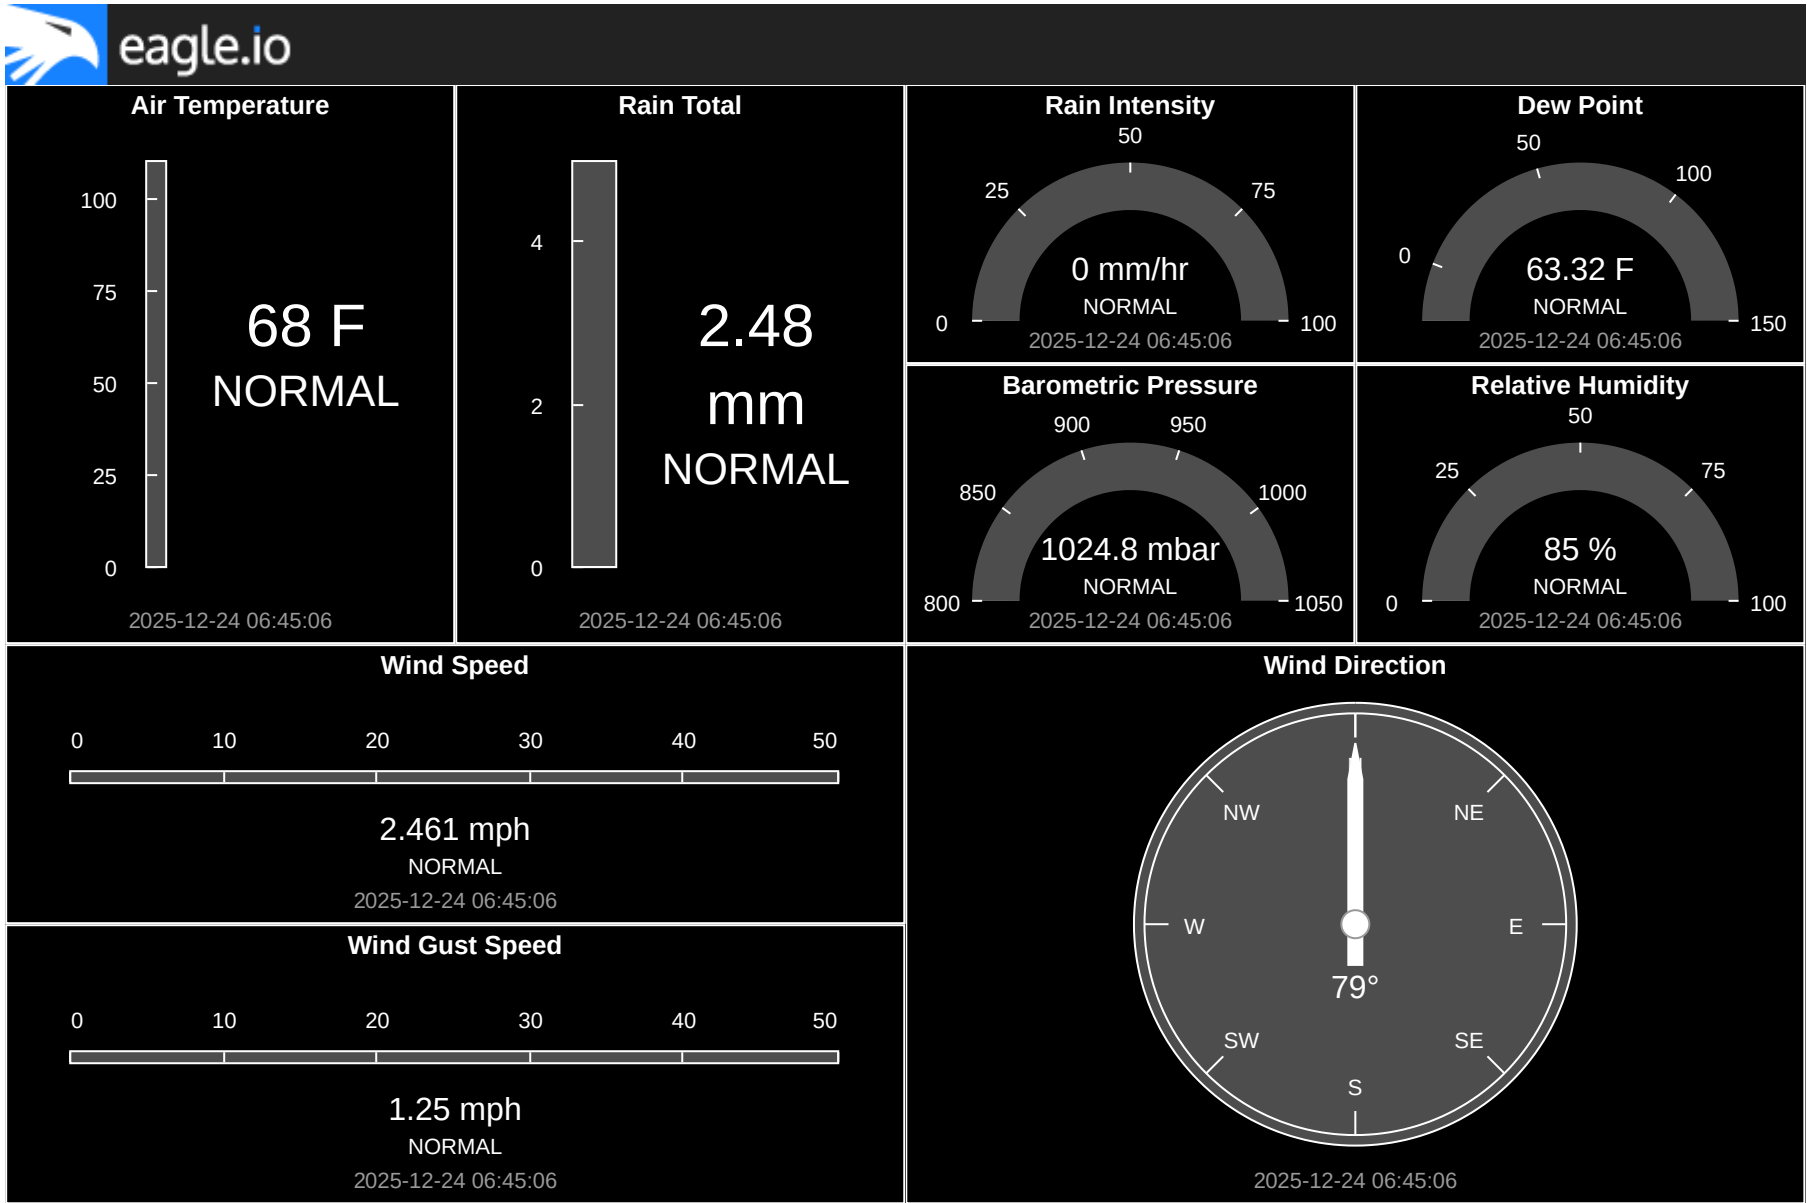 eagle.io
Air Temperature
100
75
50
25
0
68 F
NORMAL
2025-12-24 06:45:06
Rain Total
4
2
0
2.48
mm
NORMAL
2025-12-24 06:45:06
Rain Intensity
0
25
50
75
100
0 mm/hr
NORMAL
2025-12-24 06:45:06
Dew Point
0
50
100
150
63.32 F
NORMAL
2025-12-24 06:45:06
Barometric Pressure
800
850
900
950
1000
1050
1024.8 mbar
NORMAL
2025-12-24 06:45:06
Relative Humidity
0
25
50
75
100
85 %
NORMAL
2025-12-24 06:45:06
Wind Speed
0 10 20 30 40 50
2.461 mph
NORMAL
2025-12-24 06:45:06
Wind Gust Speed
0 10 20 30 40 50
1.25 mph
NORMAL
2025-12-24 06:45:06
Wind Direction
NW NE
W E
79°
SW SE
S
2025-12-24 06:45:06